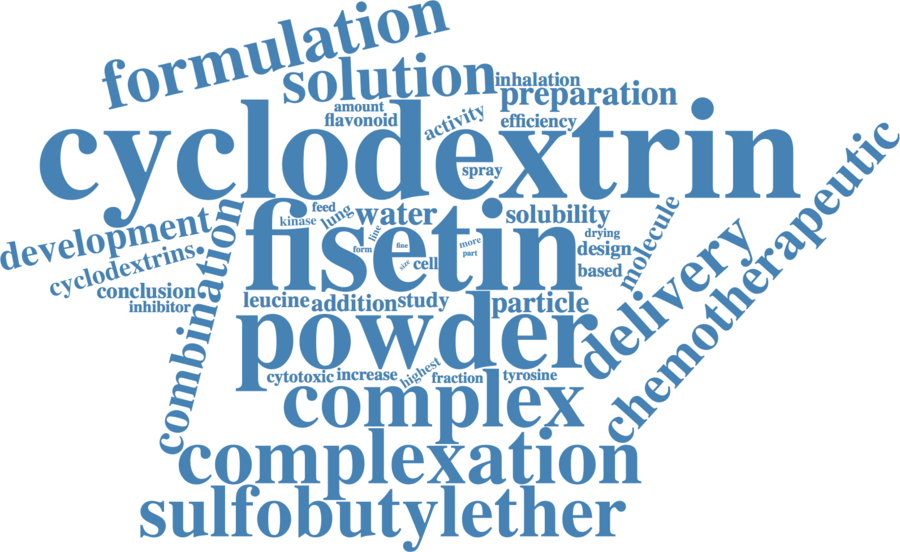 formulation
solution
inhalation
preparation
amount
flavonoid
activity
efficiency
cyclodextrin
spray
chemotherapeutic
development
cyclodextrins
combination
kinase
feed
lung
line
water
solubility
molecule
delivery
fisetin
form
fine
size
cell
more
part
drying
design
based
conclusion
inhibitor
leucine
addition
study
particle
powder
cytotoxic
increase
highest
fraction
tyrosine
complex
complexation
sulfobutylether